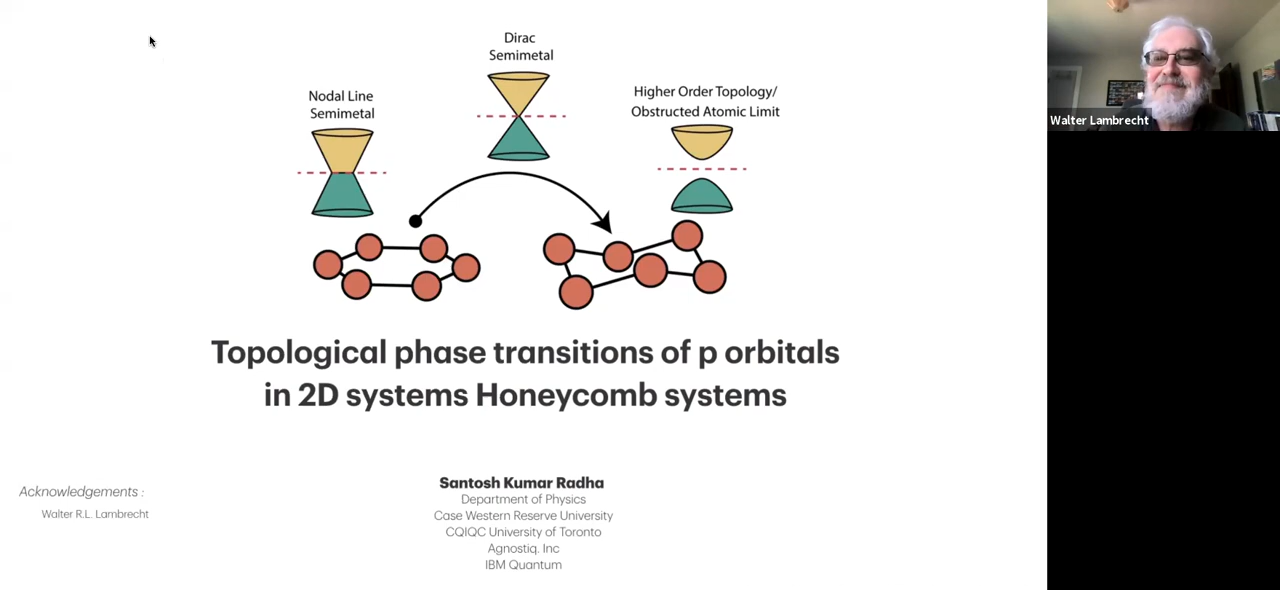 Dirac
Semimetal
Nodal Line
Semimetal
Higher Order Topology/
Obstructed Atomic Limit
Walter Lambrecht
Topological phase transitions of p orbitals
in 2D systems Honeycomb systems
Santosh Kumar Radha
Department of Physics
Case Western Reserve University
CQIQC University of Toronto
Agnostiq. Inc
IBM Quantum
Acknowledgements :
Walter R.L. Lambrecht